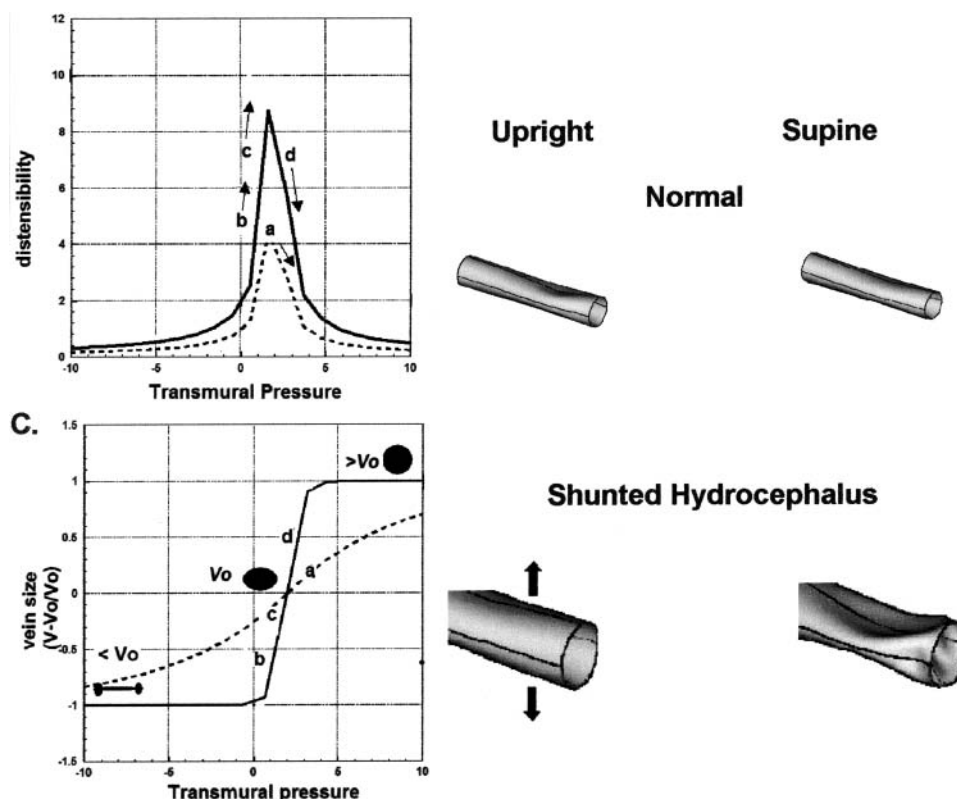 12
10
8
6
4
2
0
-10
-5
0
5
10
distensibility
Transmural Pressure
c
d
b
a
Upright
Supine
Normal
C.
1.5
1
0.5
0
-0.5
-1
-1.5
-10
-5
0
5
10
vein size
(V-Vo/Vo)
Transmural pressure
>Vo
d
Vo
a
c
< Vo
b
Shunted Hydrocephalus